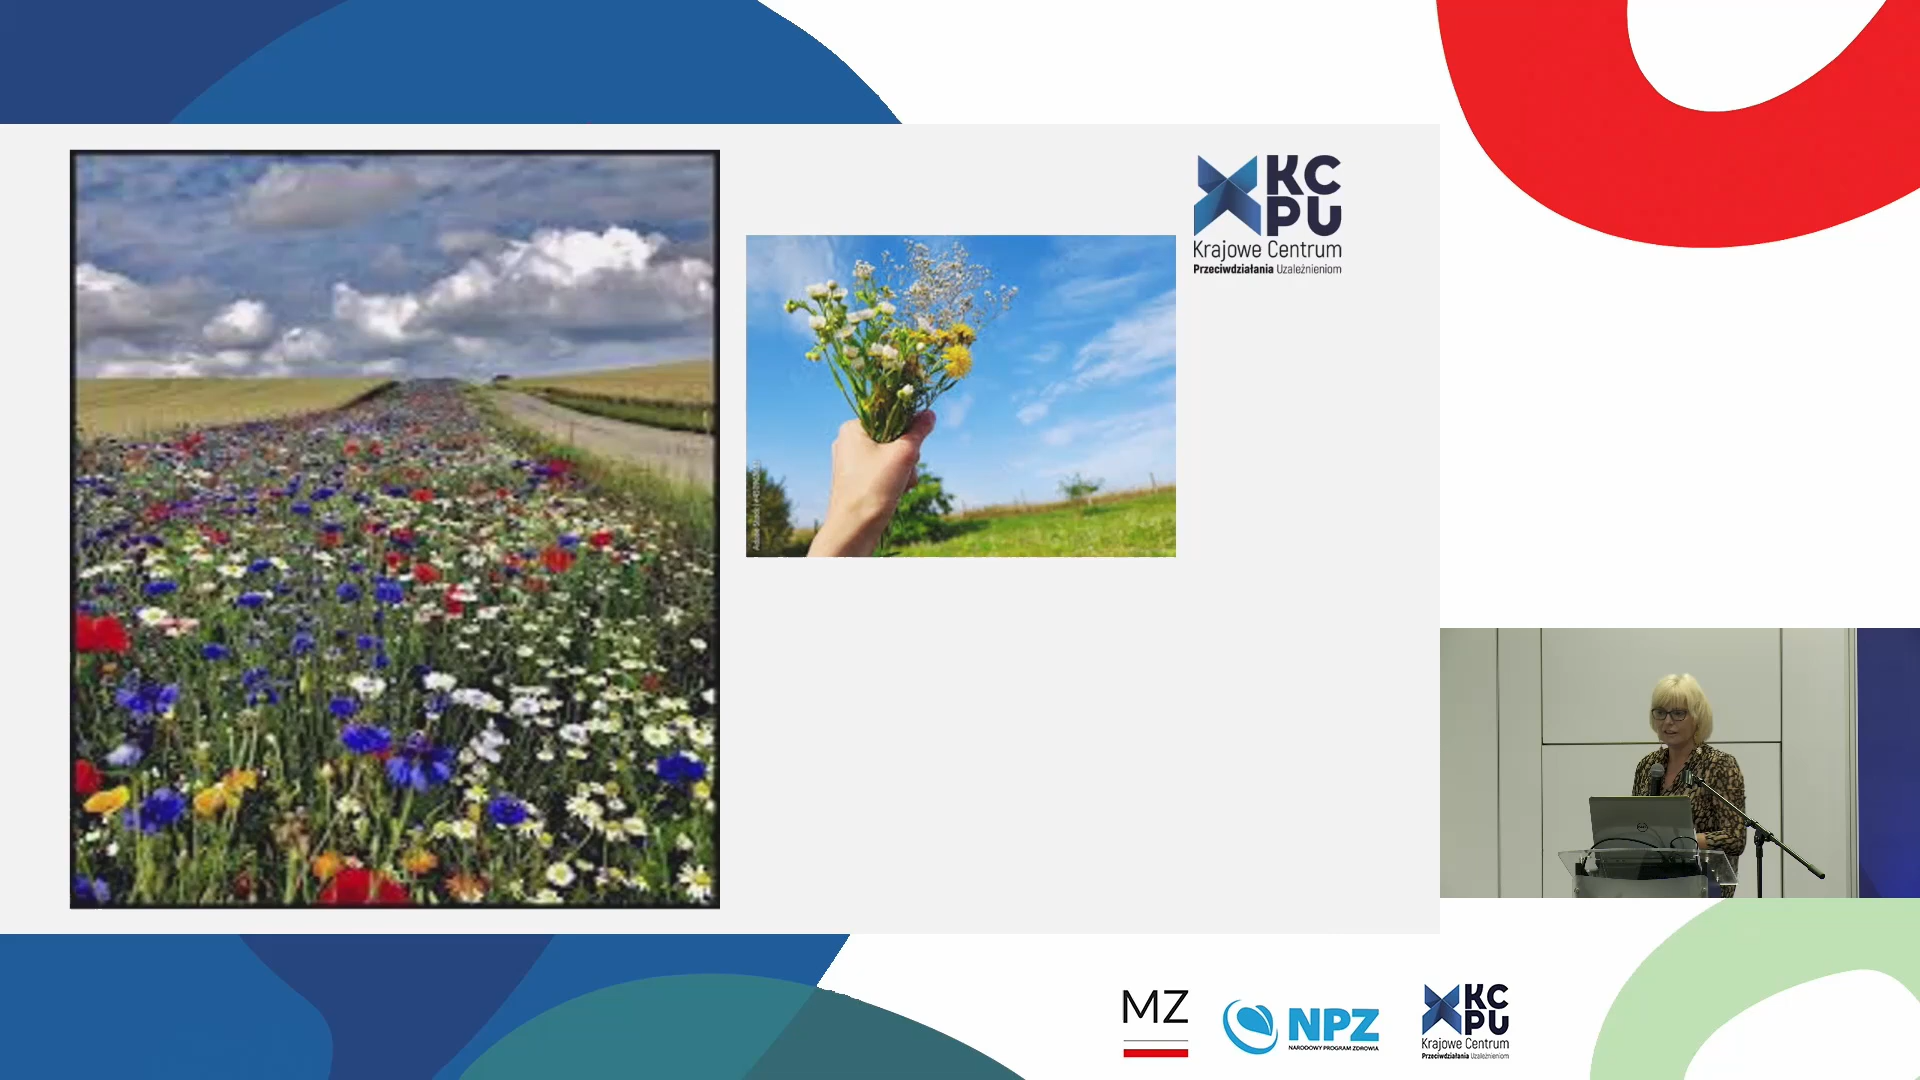 KC
PU
Krajowe Centrum
Przeciwdziałania Uzależnieniom
MZ
NPZ
NARODOWY PROGRAM ZDROWIA
KC
PU
Krajowe Centrum
Przeciwdziałania Uzależnieniom